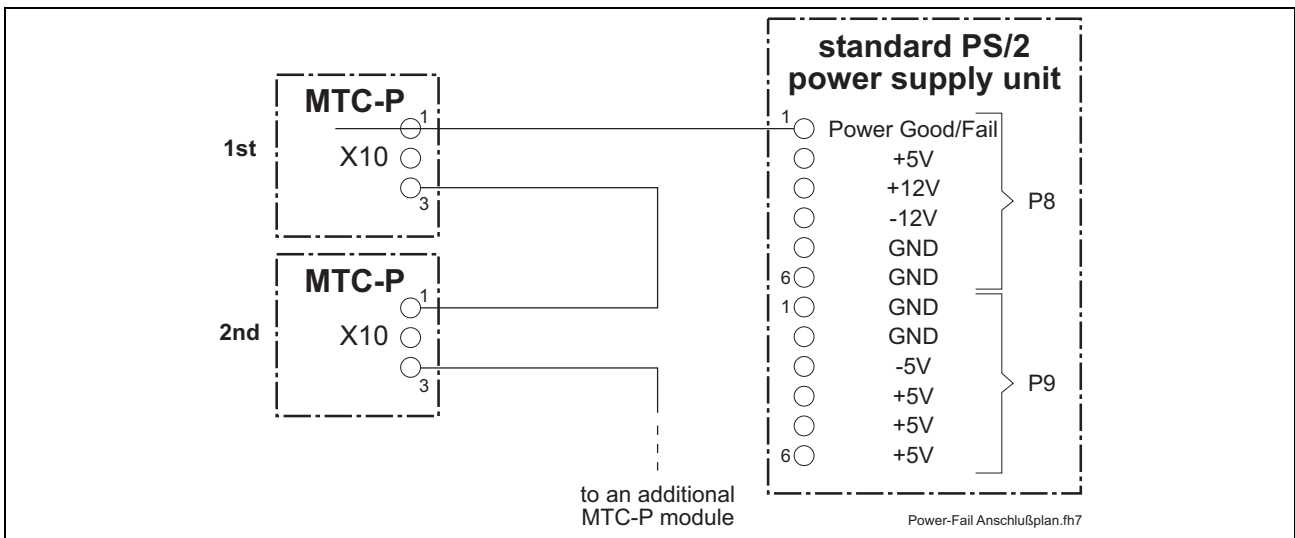 standard PS/2
power supply unit
MTC-P
1st
X10
1
3
MTC-P
2nd
X10
1
3
to an additional
MTC-P module
1
Power Good/Fail
+5V
+12V
-12V
GND
6
GND
P8
1
GND
GND
-5V
+5V
+5V
6
+5V
P9
Power-Fail Anschlußplan.fh7